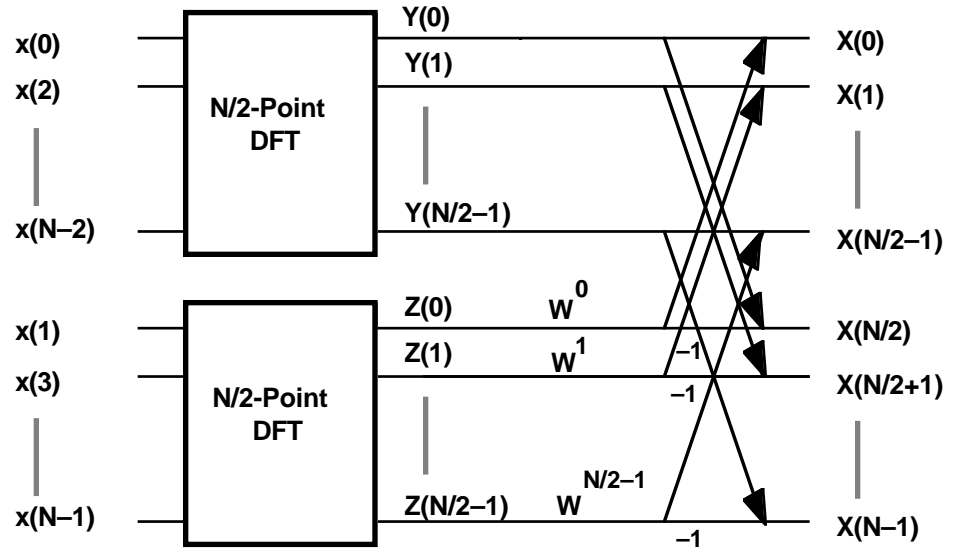 Y(0)
x(0)
X(0)
Y(1)
x(2)
X(1)
N/2-Point
DFT
Y(N/2–1)
x(N–2)
X(N/2–1)
Z(0)
W^0
x(1)
X(N/2)
Z(1)
W^1
–1
x(3)
–1
X(N/2+1)
N/2-Point
DFT
Z(N/2–1)
W^N/2–1
x(N–1)
X(N–1)
–1